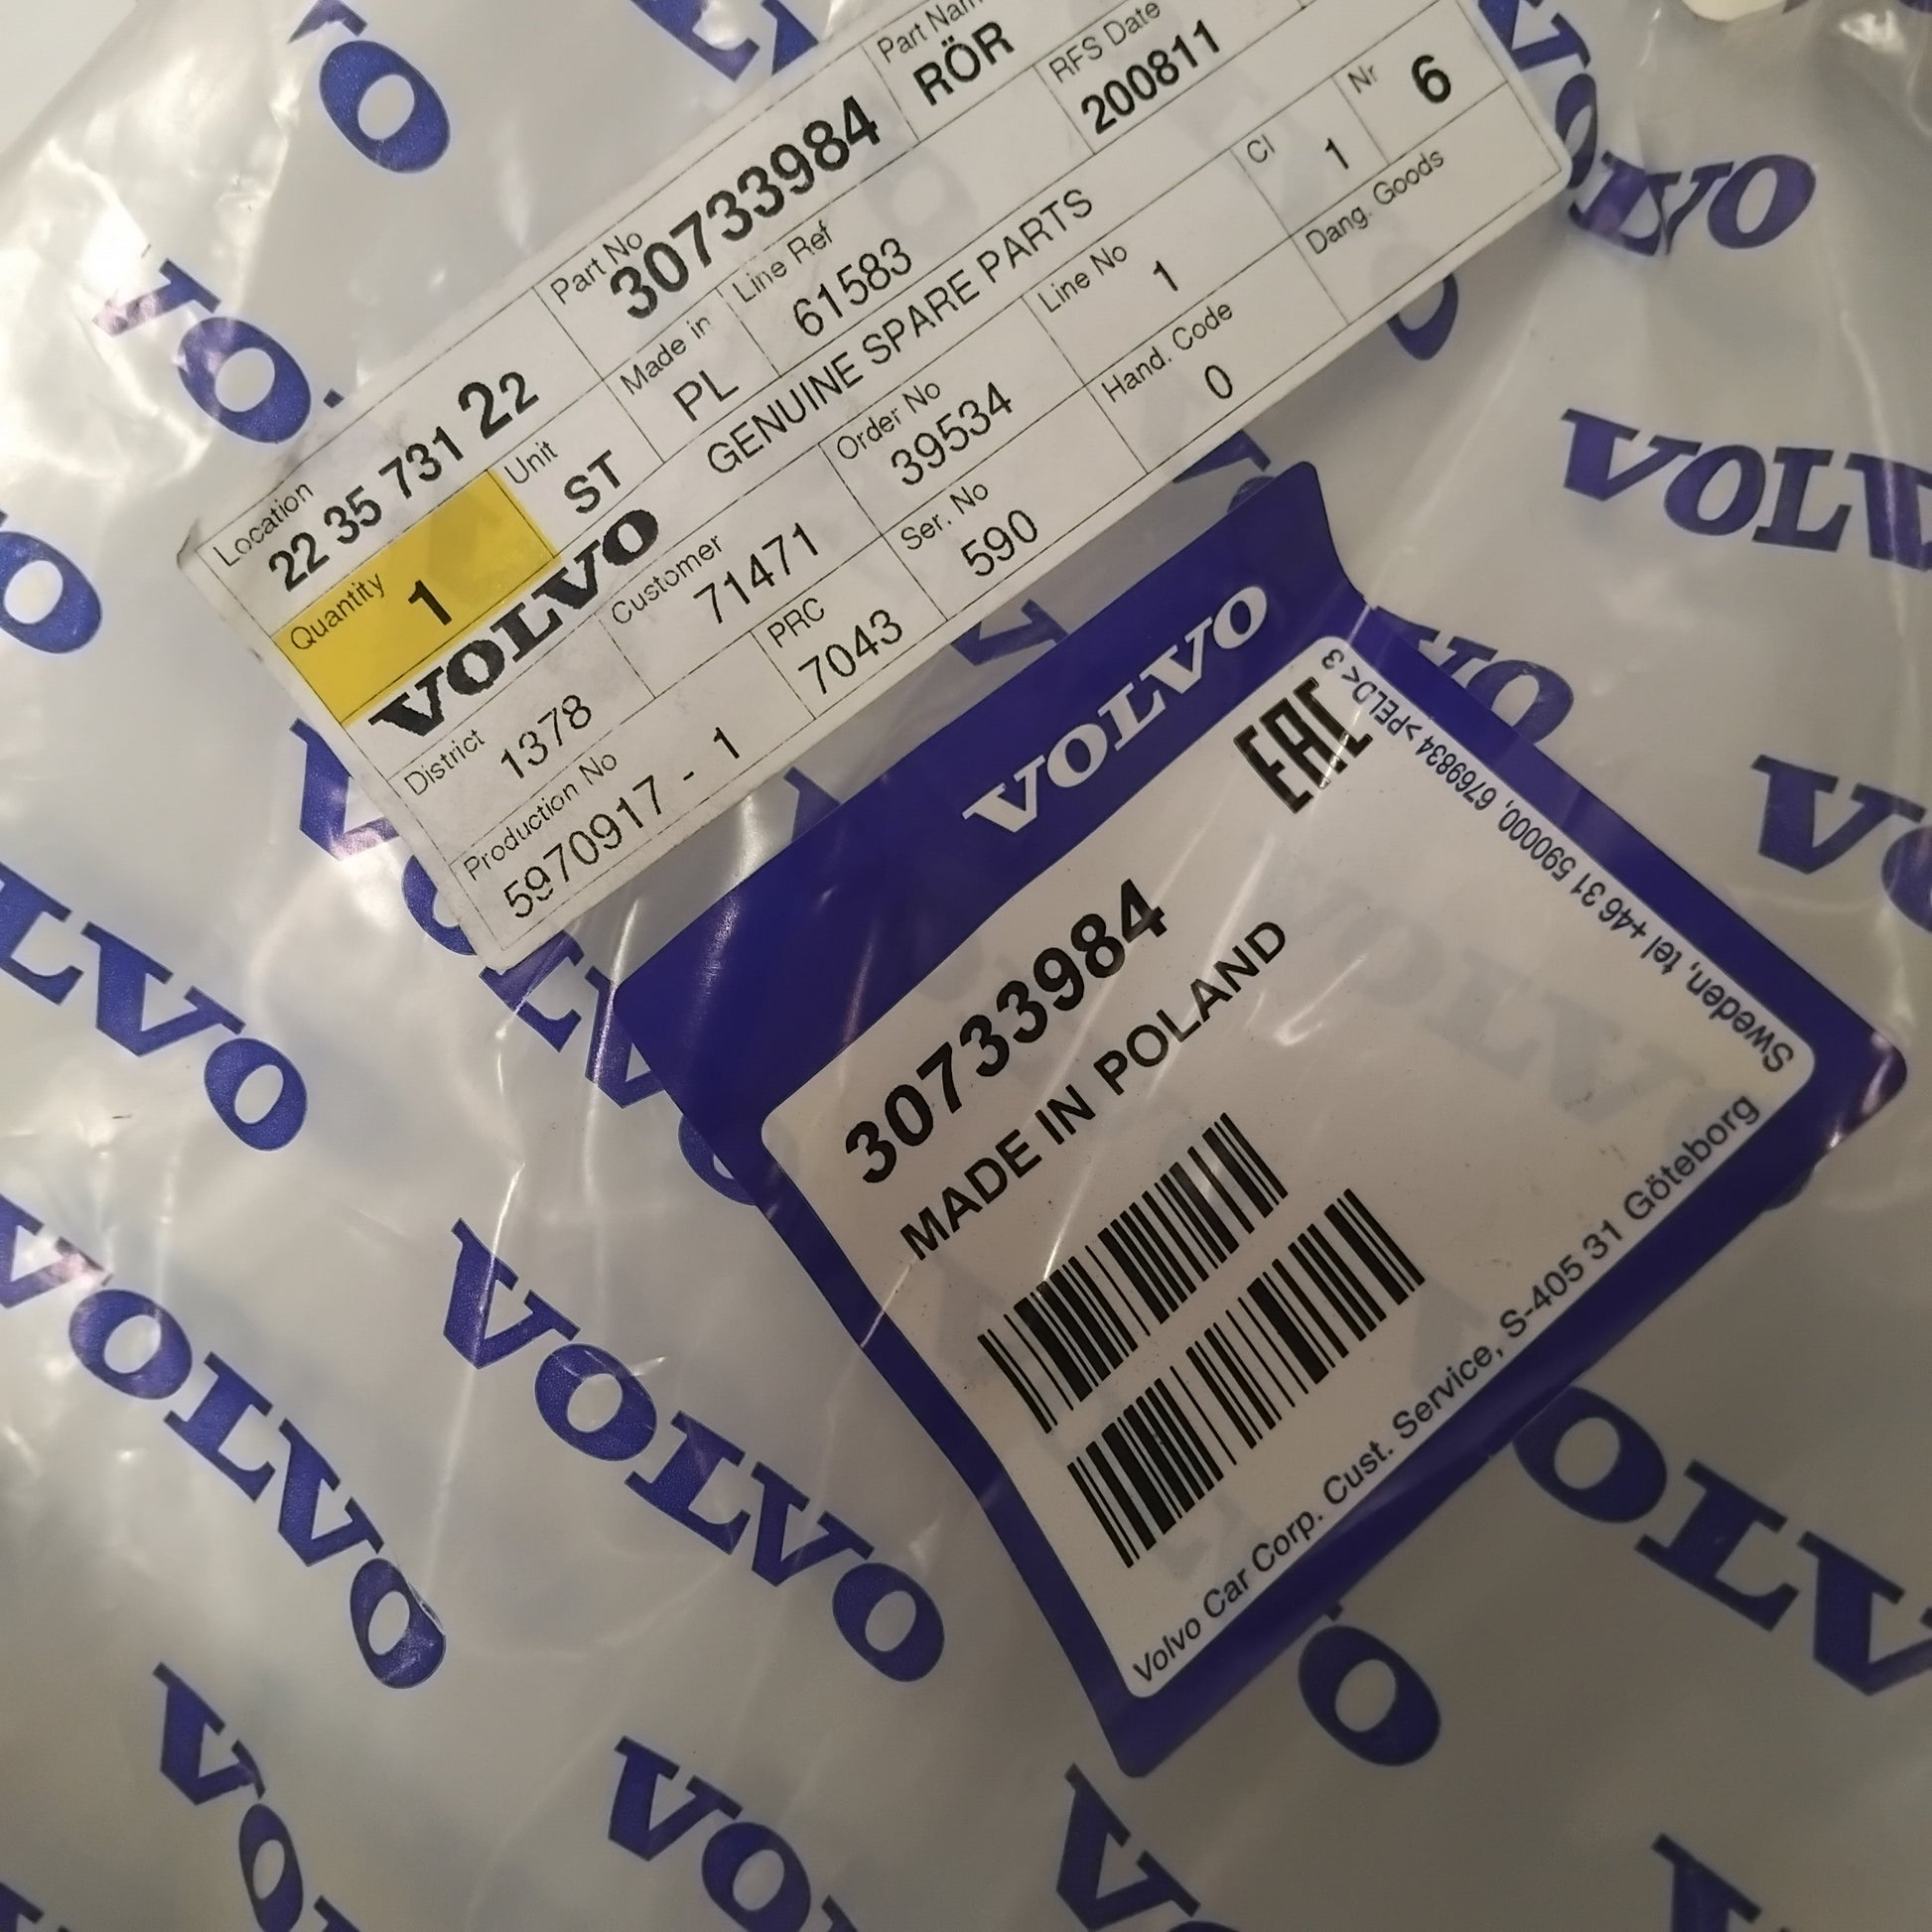 Part No
30733984
RÖR
Location
22 35 731 22
Made in
PL
Line Ref
61583
RFS Date
200811
Quantity
1
Unit
ST
VOLVO
GENUINE SPARE PARTS
Cl
1
Nr
6
District
1378
Customer
71471
Order No
39534
Line No
1
Dang. Goods
Production No
5970917 - 1
PRC
7043
Ser. No
590
Hand. Code
0
VOLVO
EAC
30733984
MADE IN POLAND
Volvo Car Corp. Cust. Service, S-405 31 Göteborg
Sweden, tel +46 31 590000, 6769834 >PELD< 3
VOLVO
VOLVO
VOLVO
VOLVO